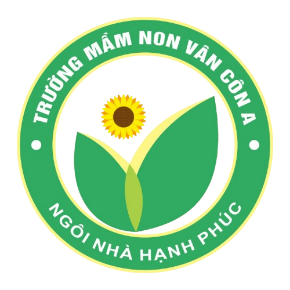 TRƯỜNG MẦM NON VÂN CÔN A
NGÔI NHÀ HẠNH PHÚC